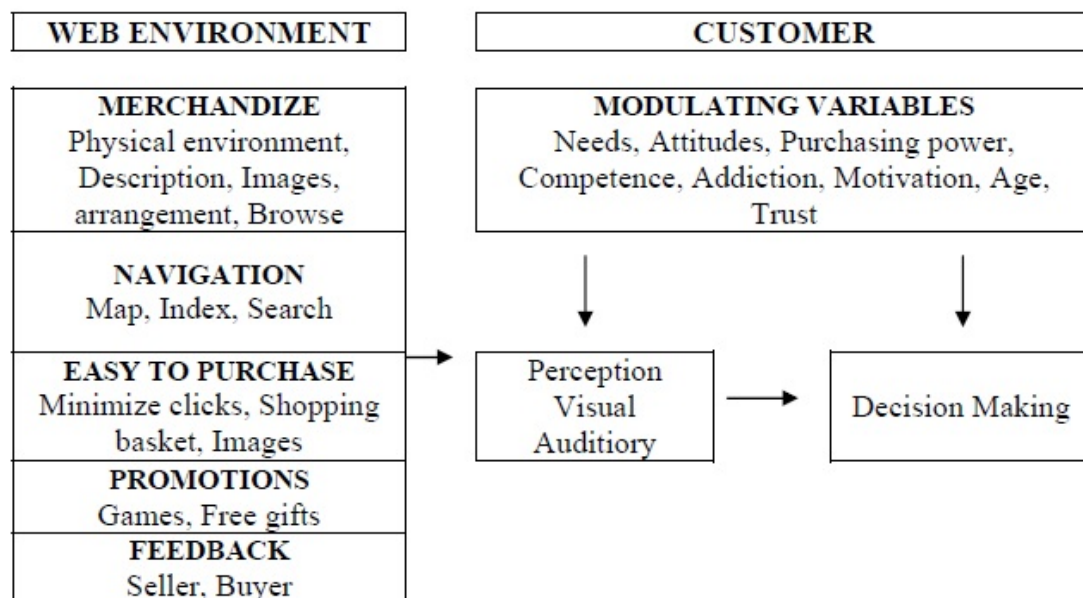 WEB ENVIRONMENT
CUSTOMER
MERCHANDIZE
Physical environment,
Description, Images,
arrangement, Browse
NAVIGATION
Map, Index, Search
EASY TO PURCHASE
Minimize clicks, Shopping
basket, Images
PROMOTIONS
Games, Free gifts
FEEDBACK
Seller, Buyer
MODULATING VARIABLES
Needs, Attitudes, Purchasing power,
Competence, Addiction, Motivation, Age,
Trust
Perception
Visual
Auditiory
Decision Making